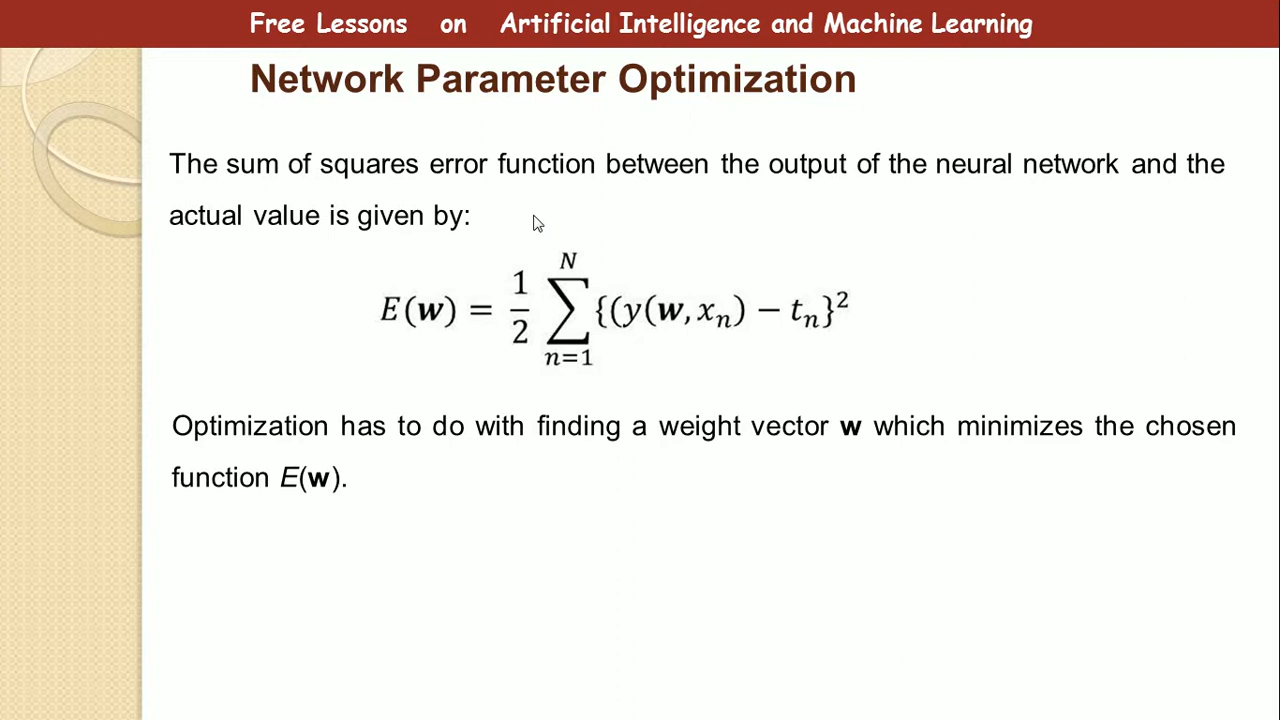 Free Lessons on Artificial Intelligence and Machine Learning
Network Parameter Optimization
The sum of squares error function between the output of the neural network and the
actual value is given by:
E(w) = 1/2 ∑_{n=1}^{N} {(y(w, x_n) − t_n}²
Optimization has to do with finding a weight vector w which minimizes the chosen
function E(w).